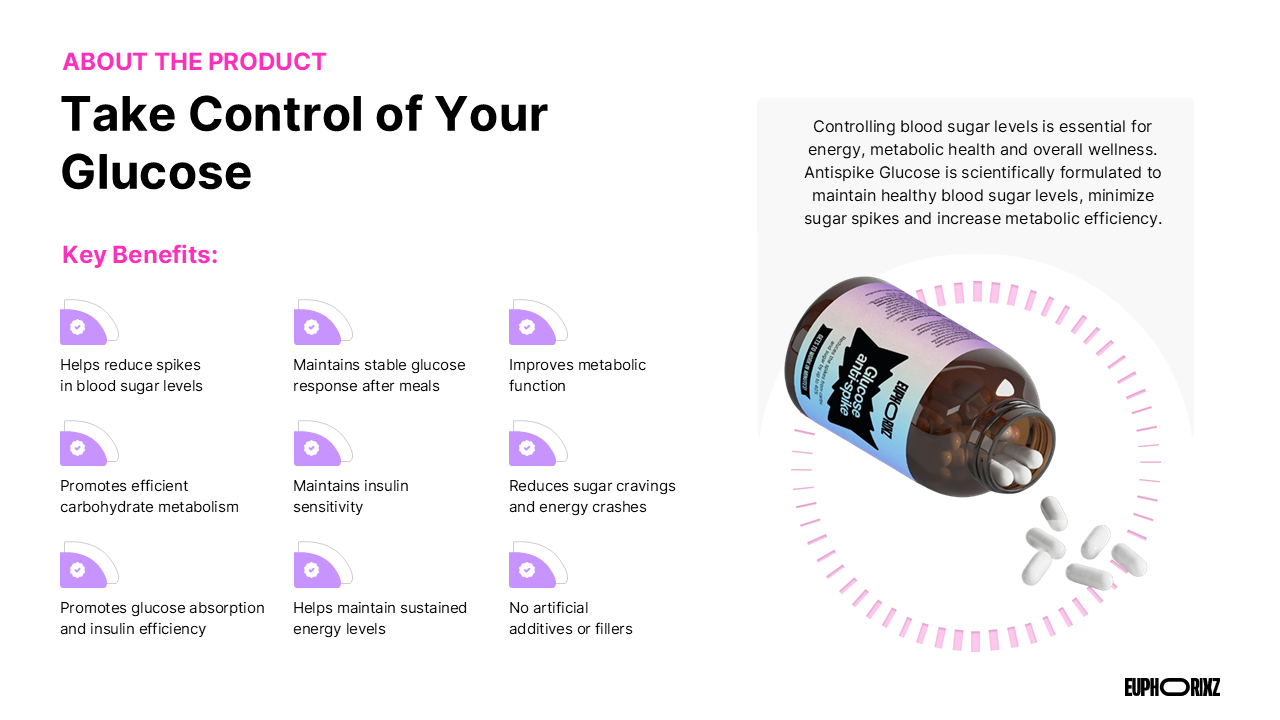 ABOUT THE PRODUCT
Take Control of Your
Glucose
Key Benefits:
Helps reduce spikes
in blood sugar levels
Maintains stable glucose
response after meals
Improves metabolic
function
Promotes efficient
carbohydrate metabolism
Maintains insulin
sensitivity
Reduces sugar cravings
and energy crashes
Promotes glucose absorption
and insulin efficiency
Helps maintain sustained
energy levels
No artificial
additives or fillers
Controlling blood sugar levels is essential for
energy, metabolic health and overall wellness.
Antispike Glucose is scientifically formulated to
maintain healthy blood sugar levels, minimize
sugar spikes and increase metabolic efficiency.
EUPHORIXZ
Glucose
anti-spike
EUPHORIXZ